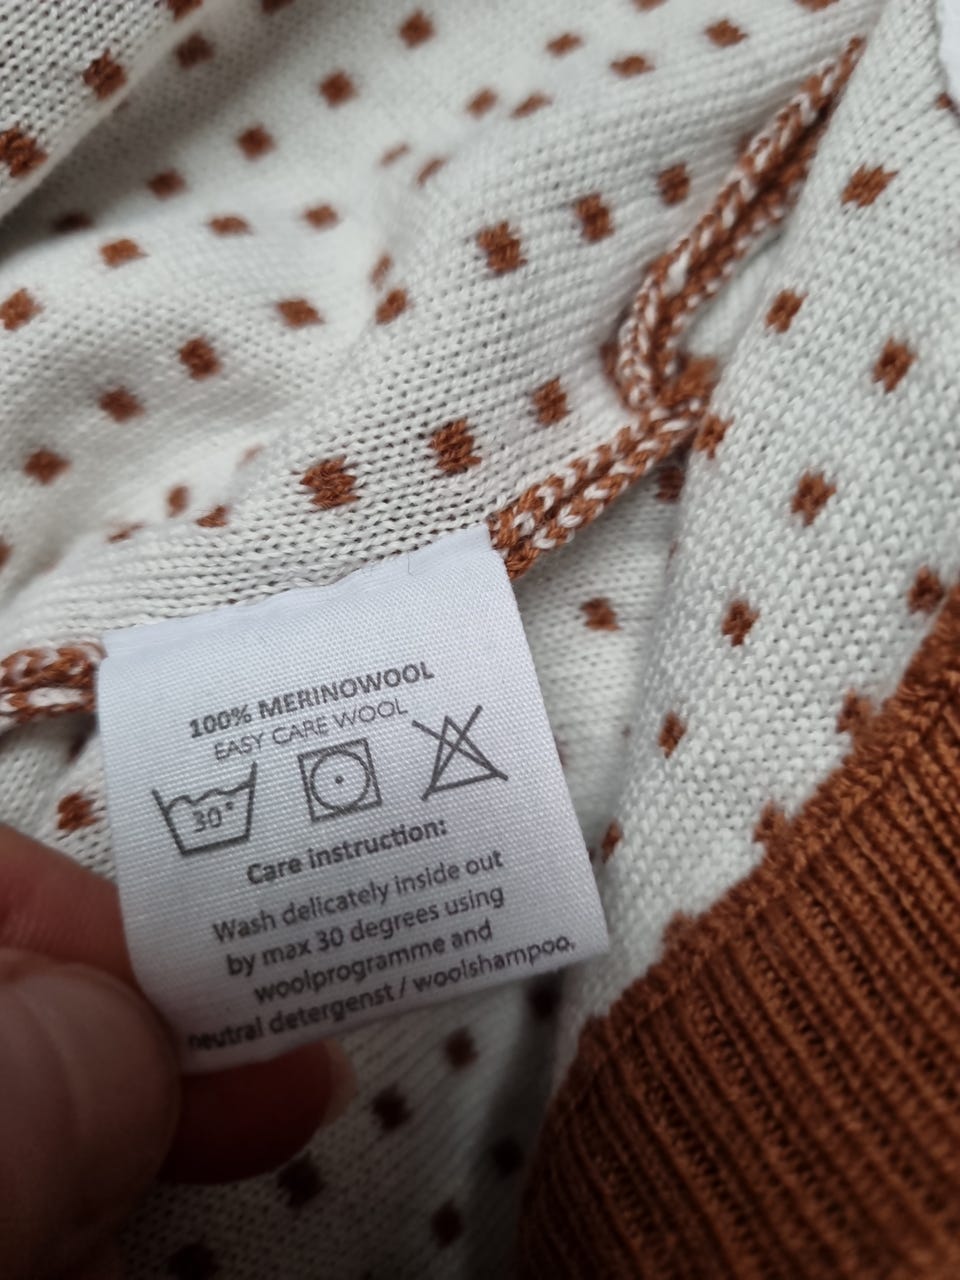 100% MERINOWOOL
EASY CARE WOOL
30°
Care instruction:
Wash delicately inside out
by max 30 degrees using
woolprogramme and
neutral detergenst / woolshampoo.